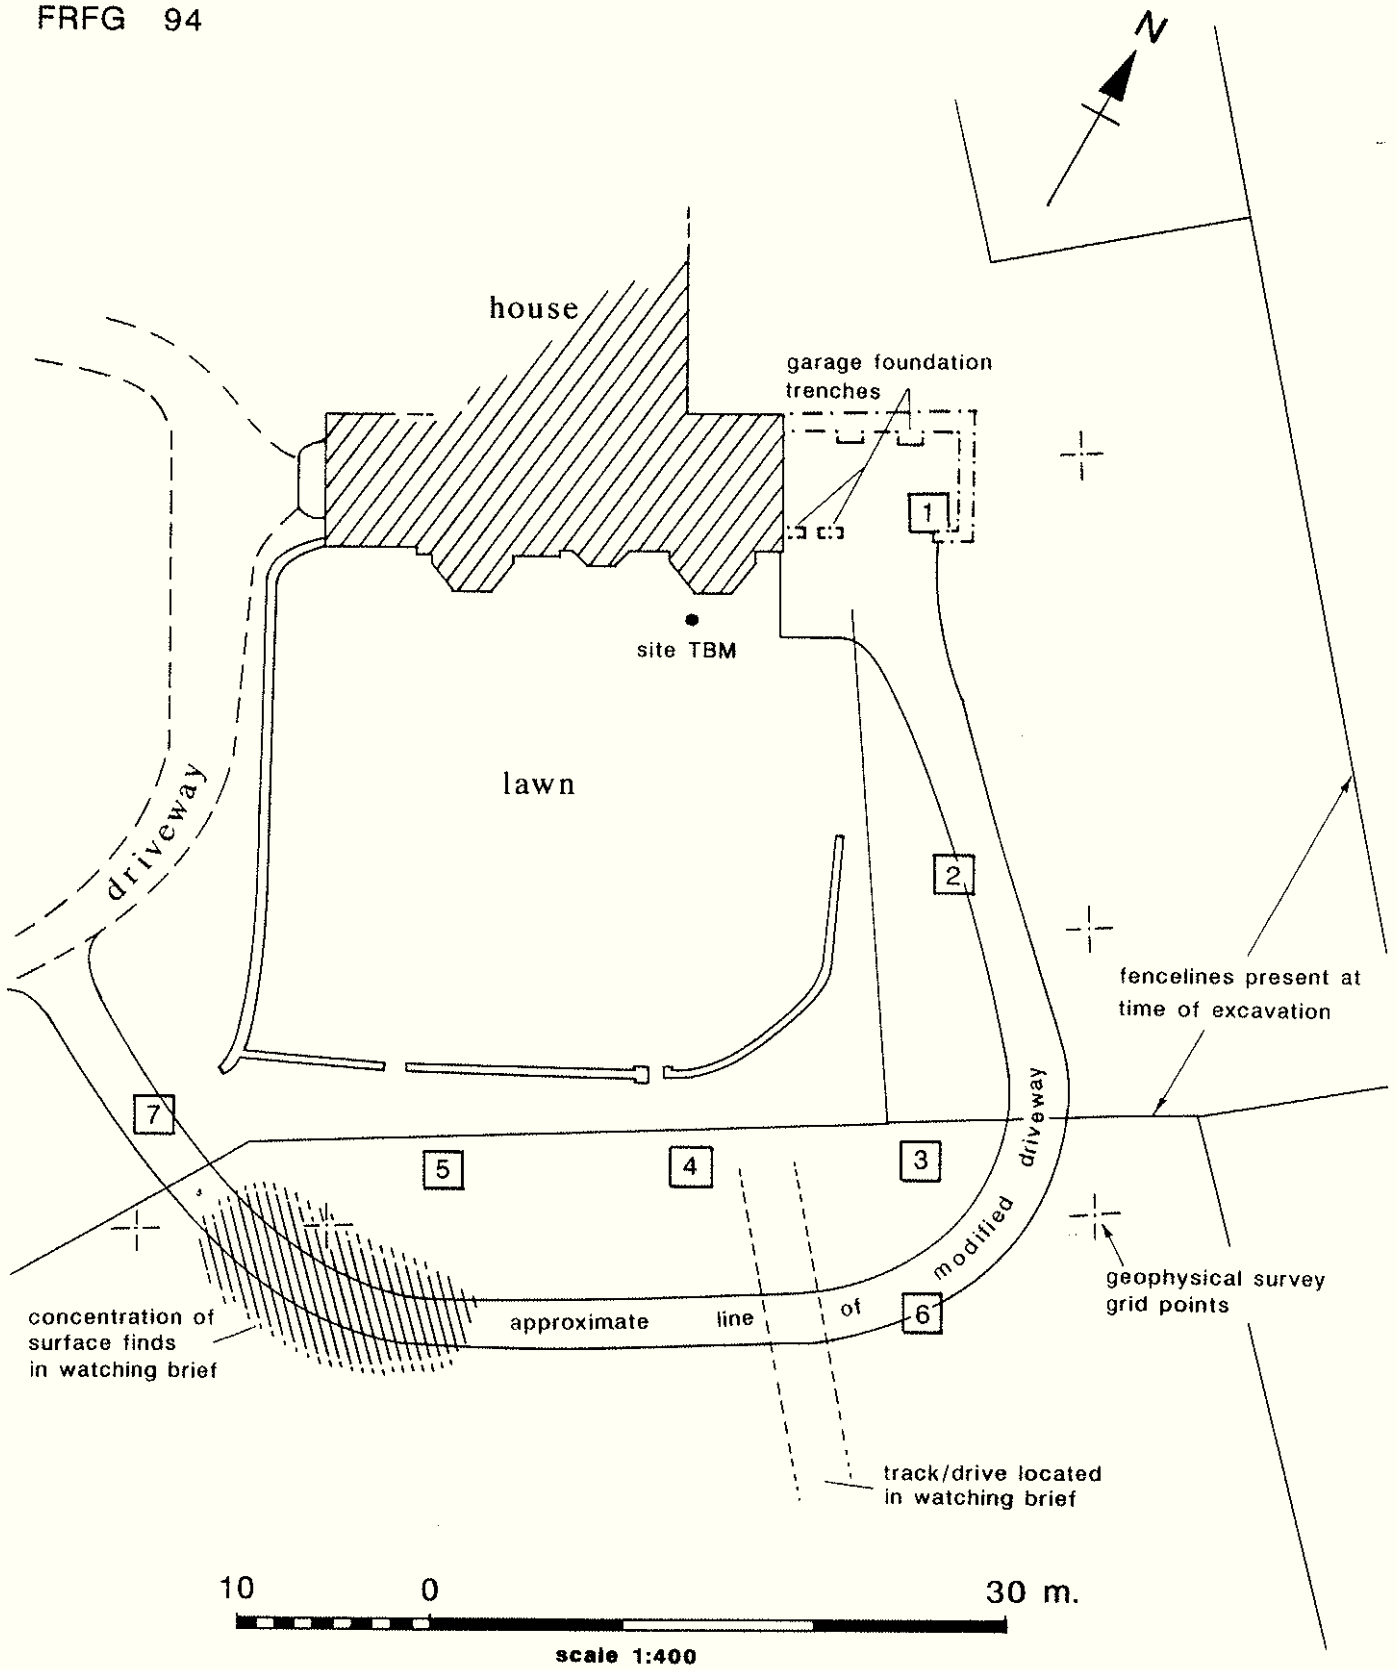 FRFG 94
N
house
garage foundation
trenches
1
site TBM
lawn
driveway
2
fencelines present at
time of excavation
7
5
4
3
modified driveway
geophysical survey
grid points
concentration of
surface finds
in watching brief
approximate line of
6
track/drive located
in watching brief
10 0 30 m.
scale 1:400